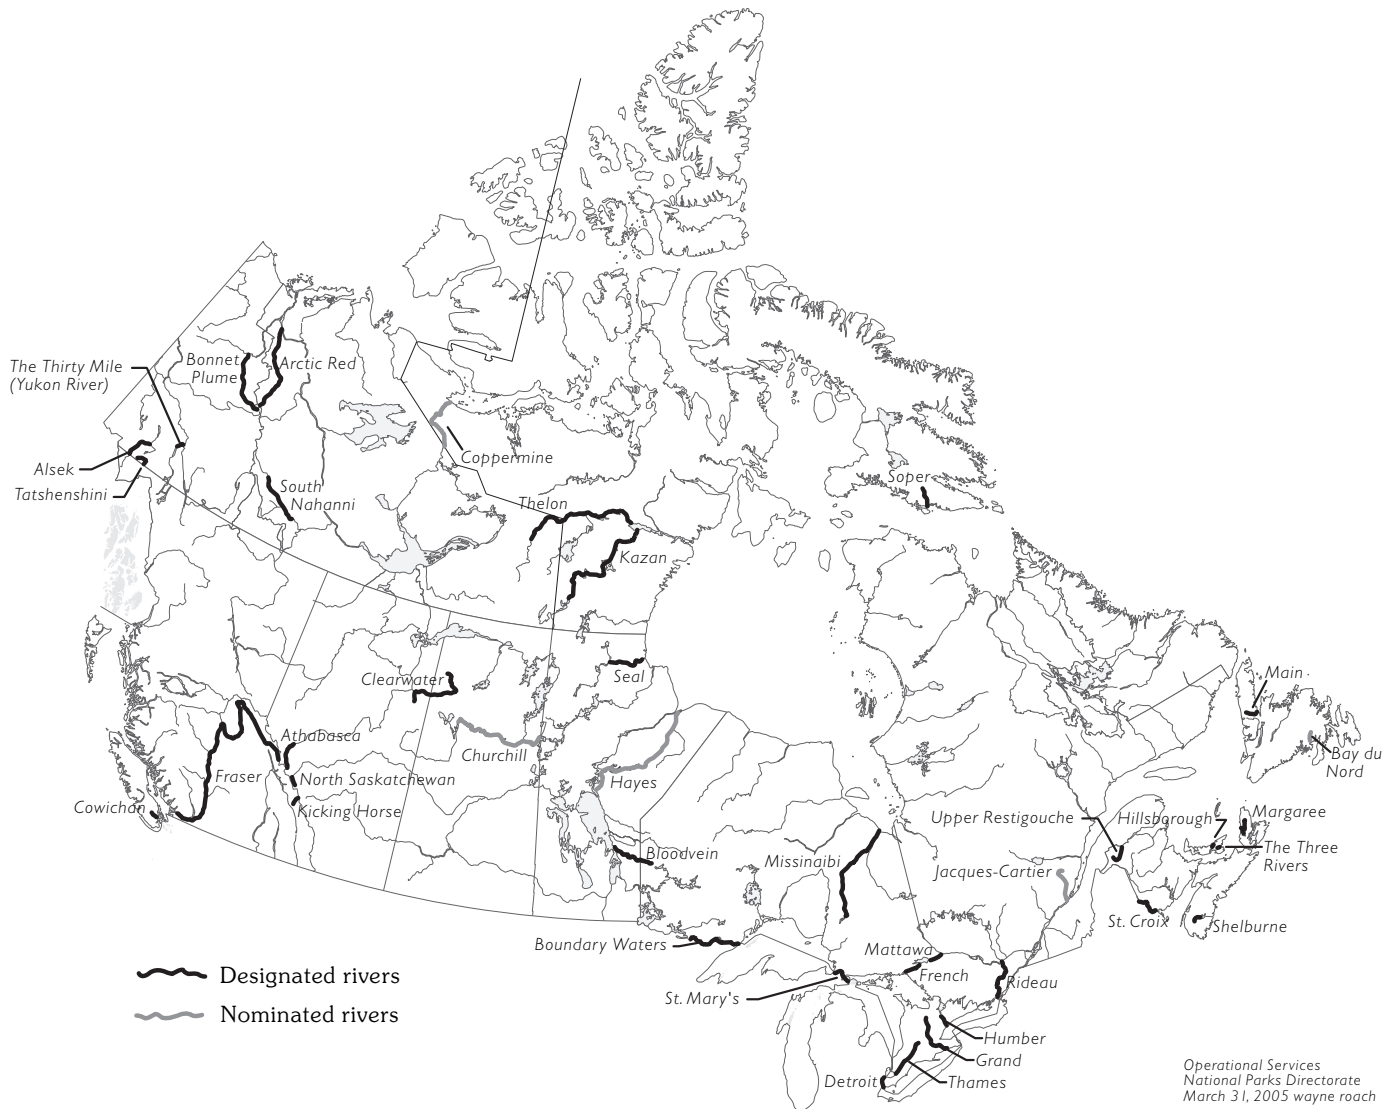 The Thirty Mile
(Yukon River)
Bonnet
Plume
Arctic Red
Alsek
Tatshenshini
South
Nahanni
Coppermine
Thelon
Kazan
Soper
Clearwater
Seal
Churchill
Hayes
Athabasca
Fraser
North Saskatchewan
Kicking Horse
Cowichan
Bloodvein
Missinaibi
Main
Bay du
Nord
Upper Restigouche
Hillsborough
Margaree
The Three
Rivers
Jacques-Cartier
St. Croix
Shelburne
Boundary Waters
Mattawa
French
Rideau
St. Mary's
Humber
Grand
Thames
Detroit
Designated rivers
Nominated rivers
Operational Services
National Parks Directorate
March 31, 2005 wayne roach